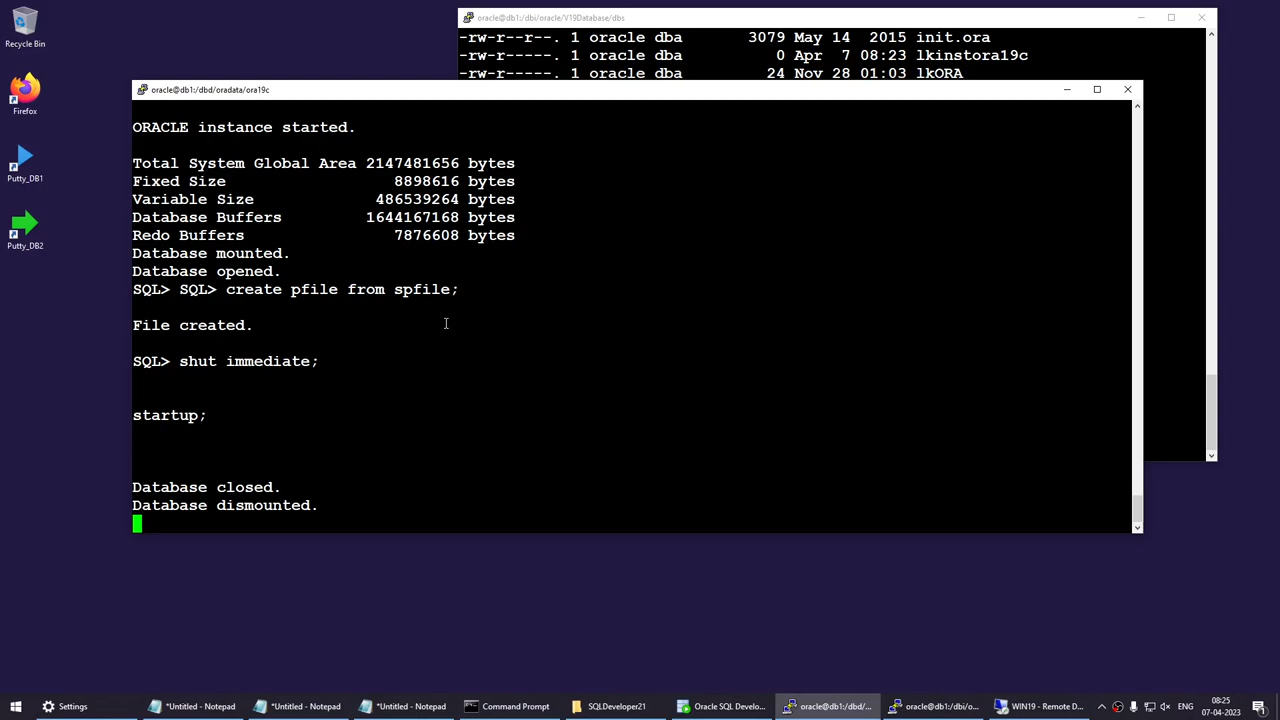 Recycle Bin
Firefox
Putty_DB1
Putty_DB2
oracle@db1:/dbi/oracle/V19Database/dbs
-rw-r--r--. 1 oracle dba 3079 May 14 2015 init.ora
-rw-r-----. 1 oracle dba 0 Apr 7 08:23 lkinstora19c
-rw-r-----. 1 oracle dba 24 Nov 28 01:03 lkORA
oracle@db1:/dbd/oradata/ora19c
ORACLE instance started.
Total System Global Area 2147481656 bytes
Fixed Size 8898616 bytes
Variable Size 486539264 bytes
Database Buffers 1644167168 bytes
Redo Buffers 7876608 bytes
Database mounted.
Database opened.
SQL> SQL> create pfile from spfile;
File created.
SQL> shut immediate;
startup;
Database closed.
Database dismounted.
Settings
*Untitled - Notepad
*Untitled - Notepad
*Untitled - Notepad
Command Prompt
SQLDeveloper21
Oracle SQL Develo...
oracle@db1:/dbd/...
oracle@db1:/dbi/o...
WIN19 - Remote D...
ENG
08:25
07-04-2023